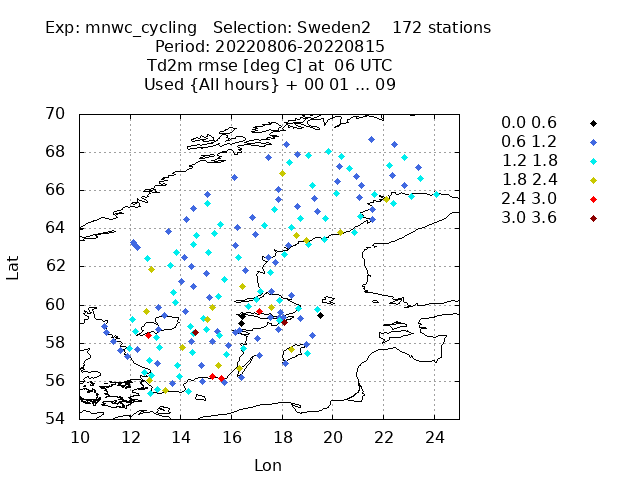 Exp: mnwc_cycling   Selection: Sweden2    172 stations
Period: 20220806-20220815
Td2m rmse [deg C] at  06 UTC
Used {All hours} + 00 01 ... 09
70
68
66
64
62
60
58
56
54
10 12 14 16 18 20 22 24
Lat
Lon
0.0 0.6
0.6 1.2
1.2 1.8
1.8 2.4
2.4 3.0
3.0 3.6